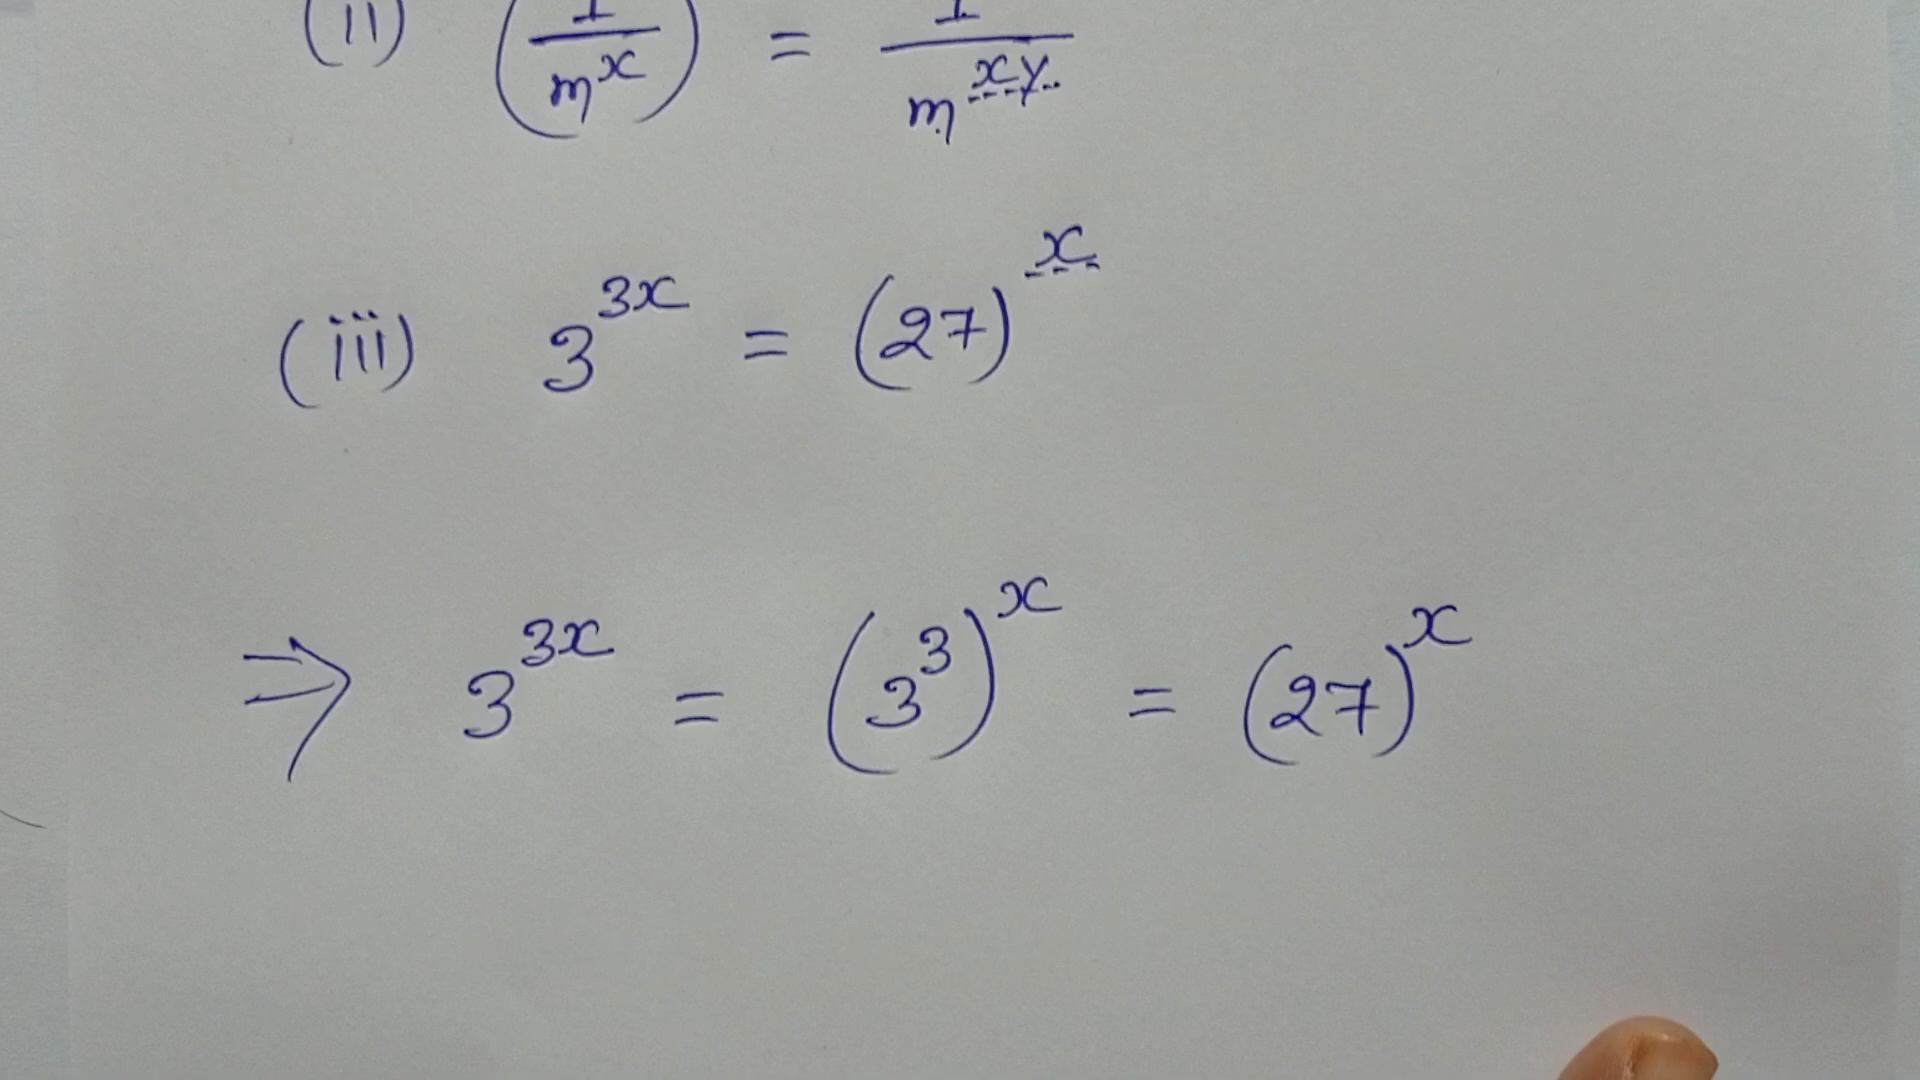 (ii) (1/m^x) = 1/m^xy
(iii) 3^3x = (27)^x
⇒ 3^3x = (3^3)^x = (27)^x